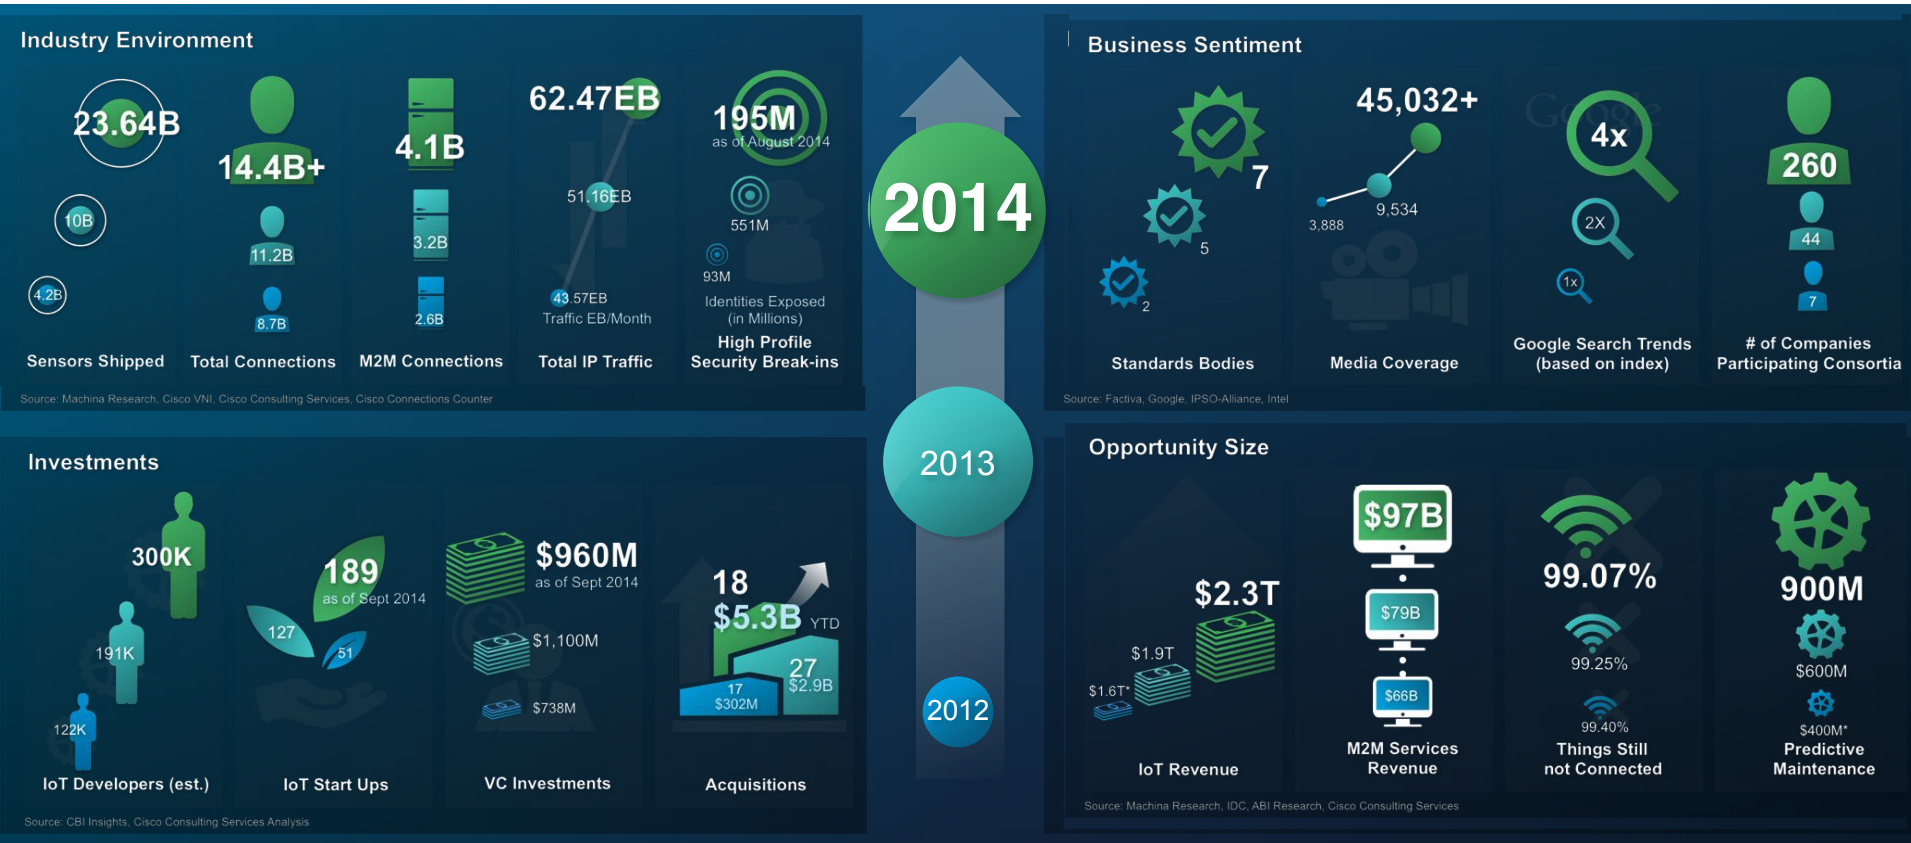 Industry Environment
23.64B
10B
4.2B
Sensors Shipped
14.4B+
11.2B
8.7B
Total Connections
4.1B
3.2B
2.6B
M2M Connections
62.47EB
51.16EB
43.57EB
Traffic EB/Month
Total IP Traffic
195M
as of August 2014
551M
93M
Identities Exposed
(in Millions)
High Profile
Security Break-ins
Source: Machina Research, Cisco VNI, Cisco Consulting Services, Cisco Connections Counter
2014
2013
2012
Business Sentiment
7
5
2
Standards Bodies
45,032+
9,534
3,888
Media Coverage
Google
4x
2X
1x
Google Search Trends
(based on index)
260
44
7
# of Companies
Participating Consortia
Source: Factiva, Google, IPSO-Alliance, Intel
Investments
300K
191K
122K
IoT Developers (est.)
189
as of Sept 2014
127
51
IoT Start Ups
$960M
as of Sept 2014
$1,100M
$738M
VC Investments
18
$5.3B YTD
27
$2.9B
17
$302M
Acquisitions
Source: CBI Insights, Cisco Consulting Services Analysis
Opportunity Size
$2.3T
$1.9T
$1.6T*
IoT Revenue
$97B
$79B
$66B
M2M Services
Revenue
99.07%
99.25%
99.40%
Things Still
not Connected
900M
$600M
$400M*
Predictive
Maintenance
Source: Machina Research, IDC, ABI Research, Cisco Consulting Services